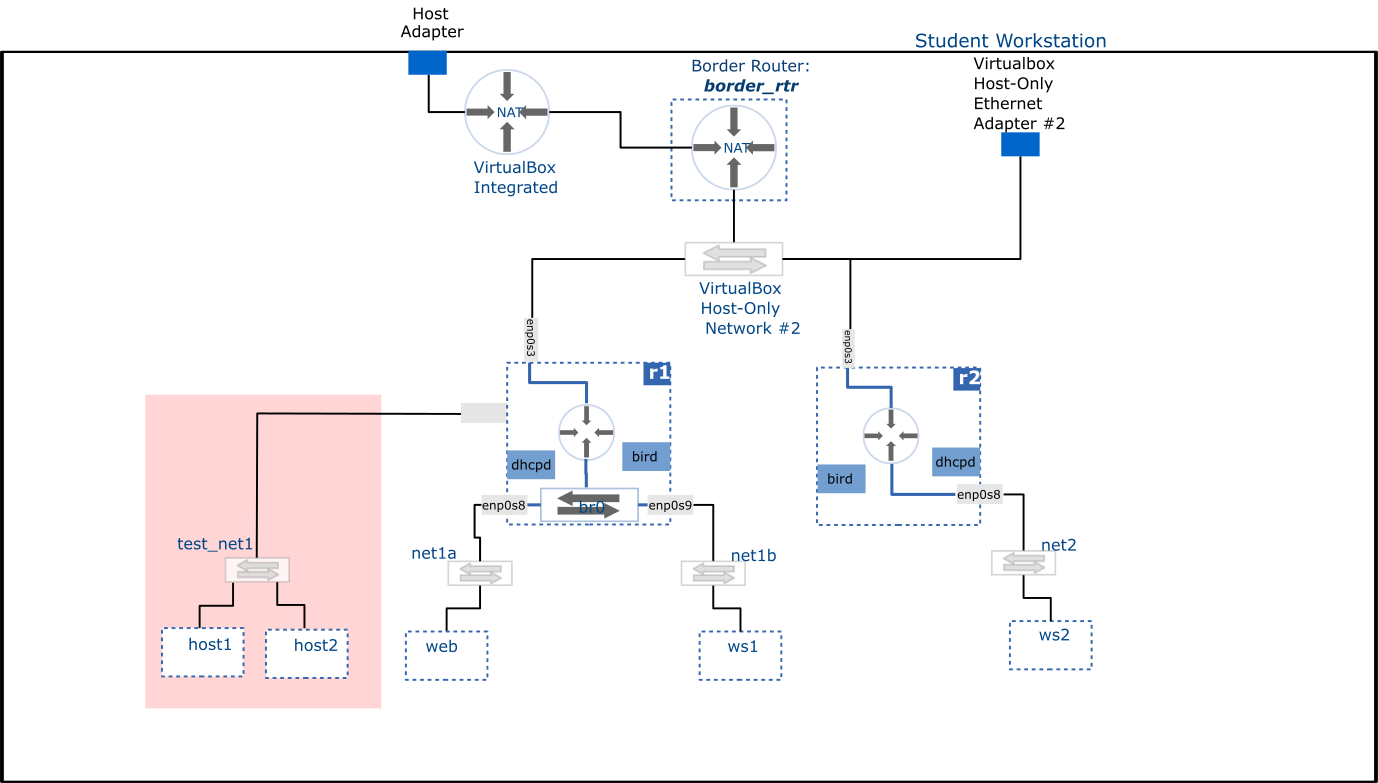 Host
Adapter
Student Workstation
Virtualbox
Host-Only
Ethernet
Adapter #2
Border Router:
border_rtr
NAT
NAT
VirtualBox
Integrated
VirtualBox
Host-Only
Network #2
enp0s3
enp0s3
r1
r2
dhcpd
bird
dhcpd
bird
enp0s8
br0
enp0s9
enp0s8
test_net1
net1a
net1b
net2
host1
host2
web
ws1
ws2